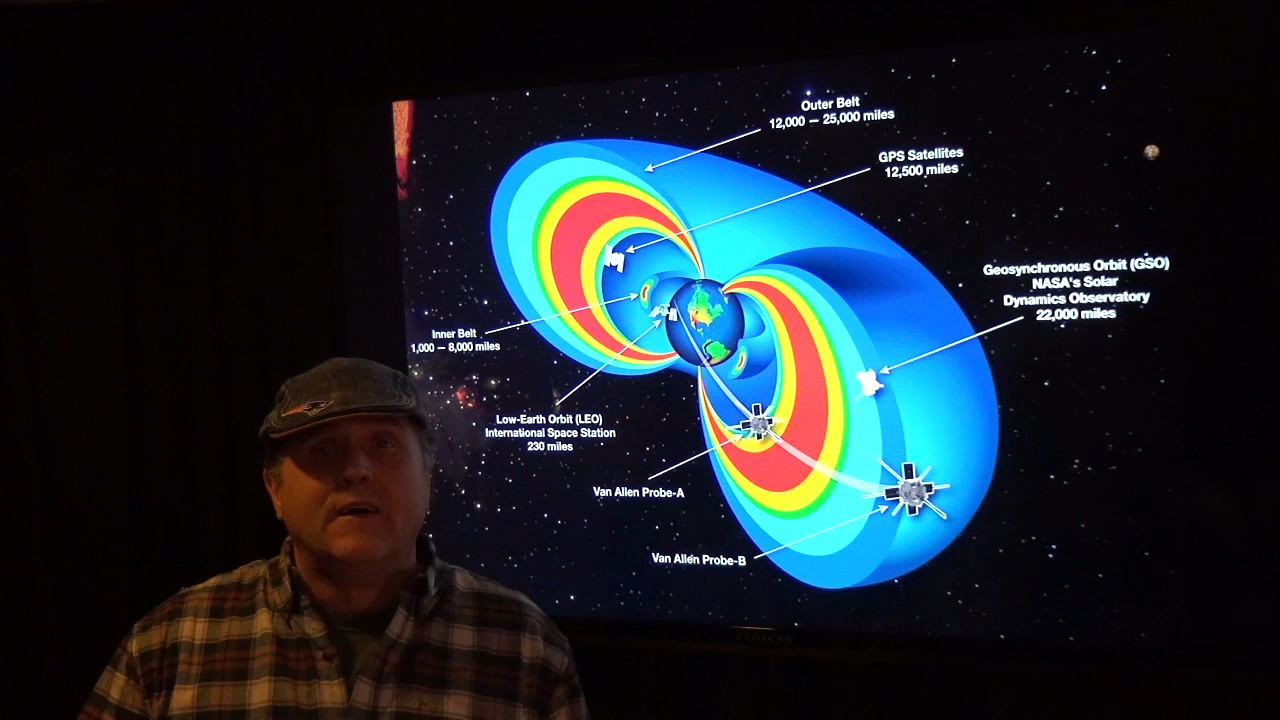 Outer Belt
12,000 — 25,000 miles
GPS Satellites
12,500 miles
Geosynchronous Orbit (GSO)
NASA's Solar
Dynamics Observatory
22,000 miles
Inner Belt
1,000 — 8,000 miles
Low-Earth Orbit (LEO)
International Space Station
230 miles
Van Allen Probe-A
Van Allen Probe-B
PROSCAN